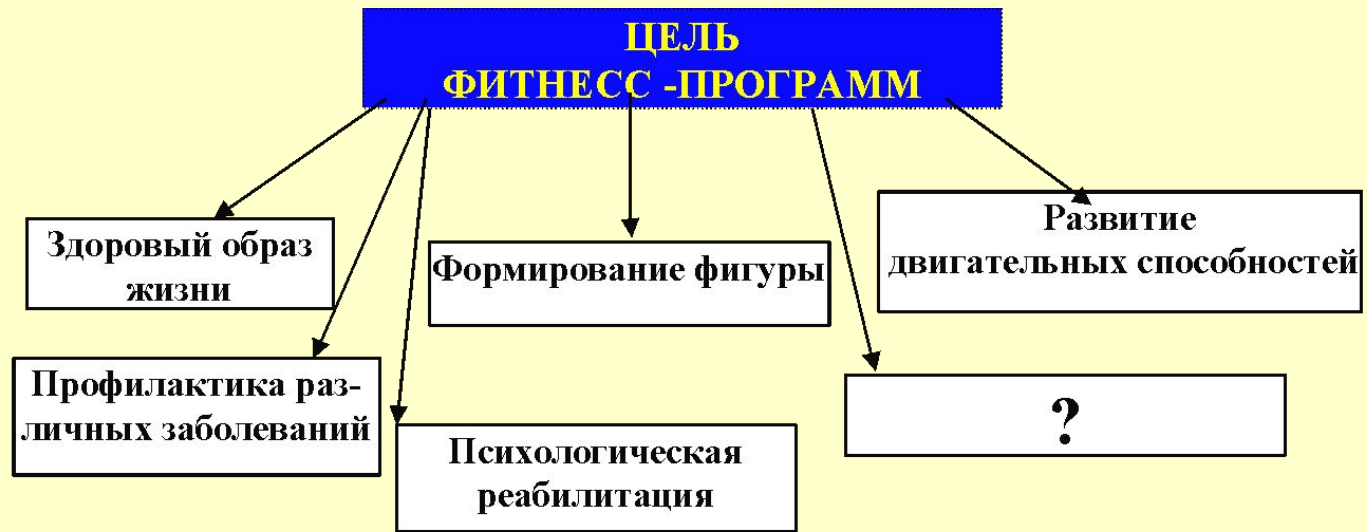 ЦЕЛЬ
ФИТНЕСС -ПРОГРАММ
Здоровый образ
жизни
Формирование фигуры
Развитие
двигательных способностей
Профилактика раз-
личных заболеваний
Психологическая
реабилитация
?